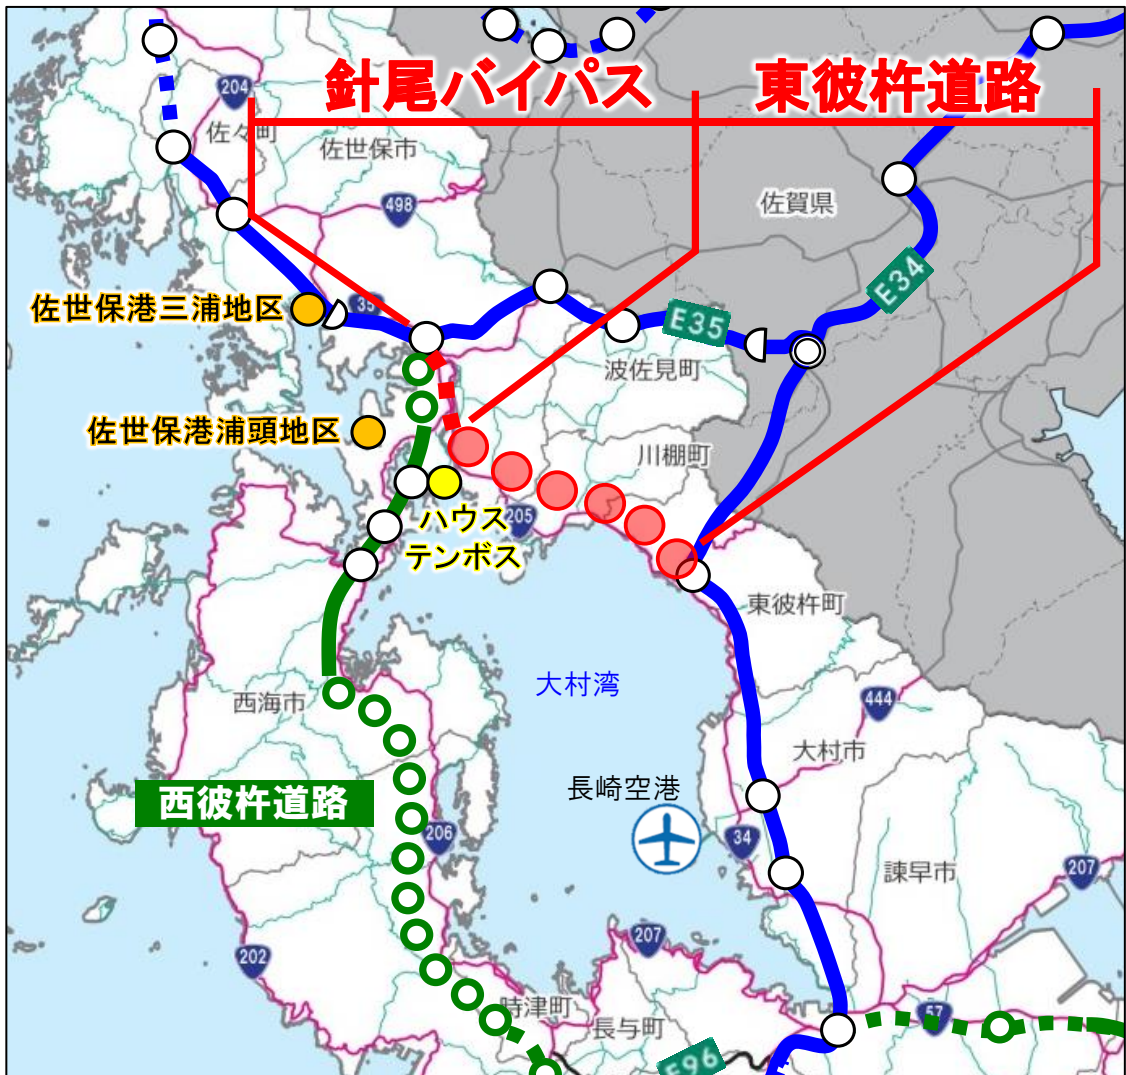 針尾バイパス
東彼杵道路
204
佐々町
佐世保市
498
佐賀県
E34
佐世保港三浦地区
35
E35
波佐見町
佐世保港浦頭地区
川棚町
ハウス
テンボス
205
東彼杵町
大村湾
西海市
444
大村市
長崎空港
西彼杵道路
206
34
諫早市
207
207
202
時津町
長与町
57
E96